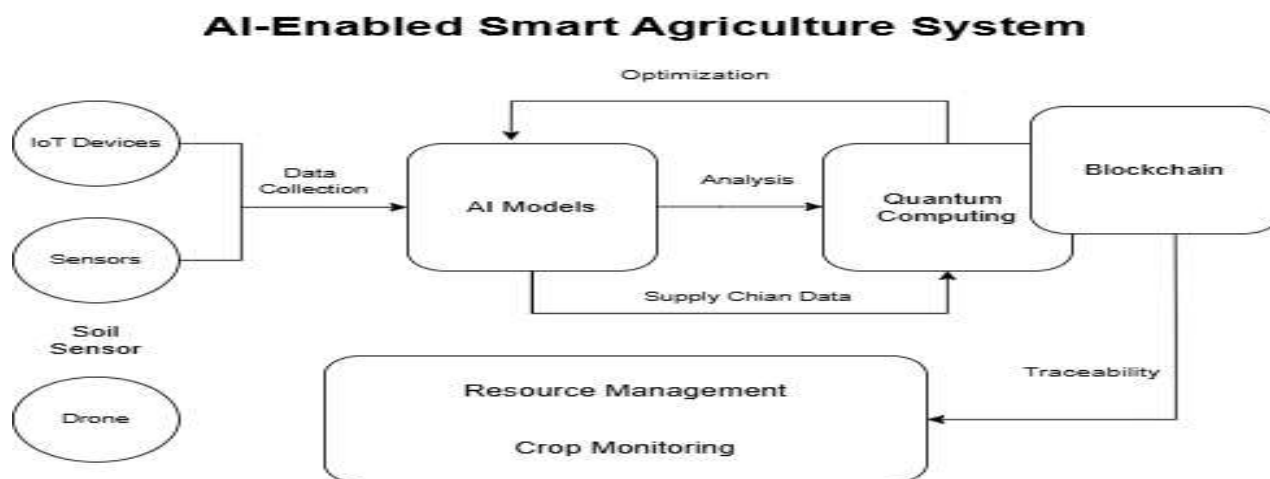 AI-Enabled Smart Agriculture System
Optimization
IoT Devices
Data
Collection
AI Models
Analysis
Quantum
Computing
Blockchain
Sensors
Supply Chian Data
Soil
Sensor
Traceability
Resource Management
Drone
Crop Monitoring